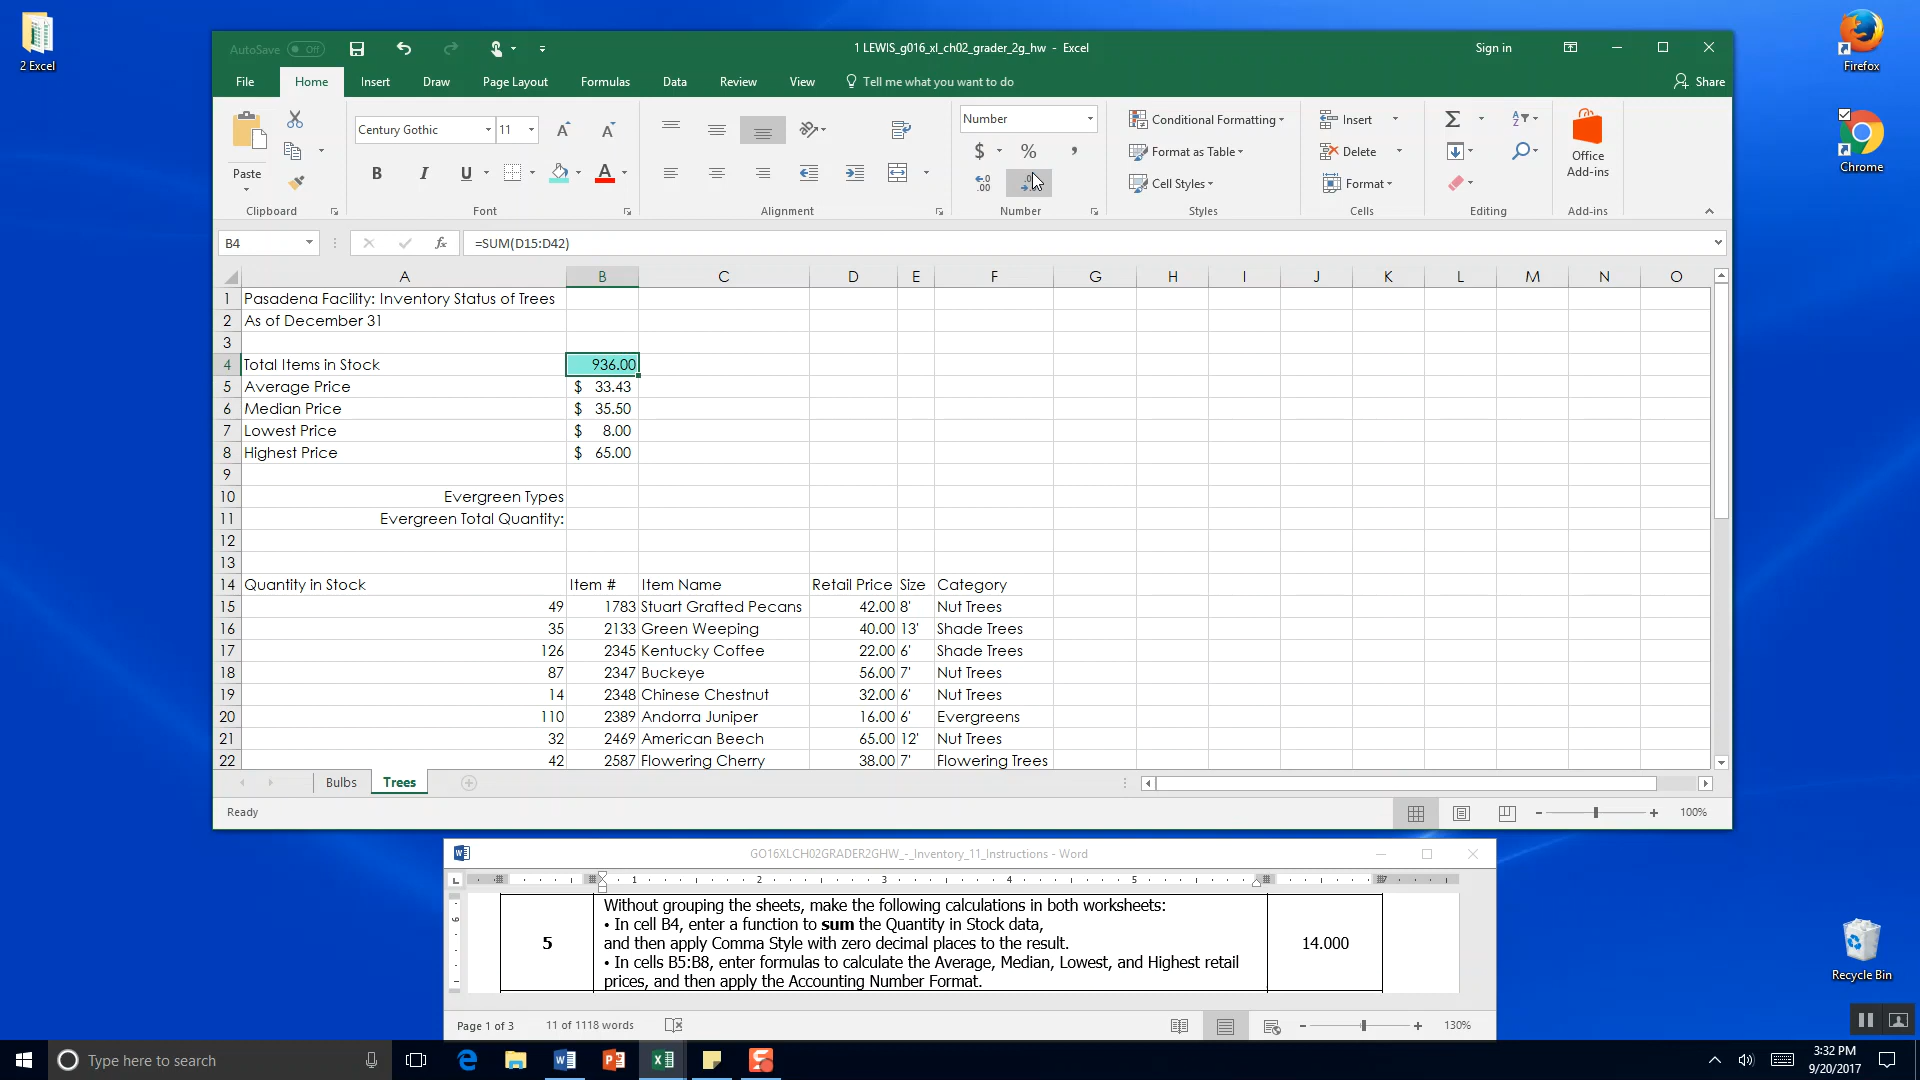 2 Excel
Firefox
Chrome
Recycle Bin
AutoSave Off
1 LEWIS_g016_xl_ch02_grader_2g_hw - Excel
Sign in
File Home Insert Draw Page Layout Formulas Data Review View Tell me what you want to do Share
Paste
Clipboard
Century Gothic 11
B I U A
Font
Alignment
Number
$ % ,
Number
Conditional Formatting
Format as Table
Cell Styles
Styles
Insert
Delete
Format
Cells
Editing
Office
Add-ins
Add-ins
B4 fx =SUM(D15:D42)
A B C D E F G H I J K L M N O
1 Pasadena Facility: Inventory Status of Trees
2 As of December 31
3
4 Total Items in Stock 936.00
5 Average Price $ 33.43
6 Median Price $ 35.50
7 Lowest Price $ 8.00
8 Highest Price $ 65.00
9
10 Evergreen Types
11 Evergreen Total Quantity:
12
13
14 Quantity in Stock Item # Item Name Retail Price Size Category
15 49 1783 Stuart Grafted Pecans 42.00 8' Nut Trees
16 35 2133 Green Weeping 40.00 13' Shade Trees
17 126 2345 Kentucky Coffee 22.00 6' Shade Trees
18 87 2347 Buckeye 56.00 7' Nut Trees
19 14 2348 Chinese Chestnut 32.00 6' Nut Trees
20 110 2389 Andorra Juniper 16.00 6' Evergreens
21 32 2469 American Beech 65.00 12' Nut Trees
22 42 2587 Flowering Cherry 38.00 7' Flowering Trees
Bulbs Trees
Ready 100%
GO16XLCH02GRADER2GHW_-_Inventory_11_Instructions - Word
1 2 3 4 5
5
Without grouping the sheets, make the following calculations in both worksheets:
• In cell B4, enter a function to sum the Quantity in Stock data,
and then apply Comma Style with zero decimal places to the result.
• In cells B5:B8, enter formulas to calculate the Average, Median, Lowest, and Highest retail
prices, and then apply the Accounting Number Format.
14.000
Page 1 of 3 11 of 1118 words 130%
Type here to search
3:32 PM
9/20/2017